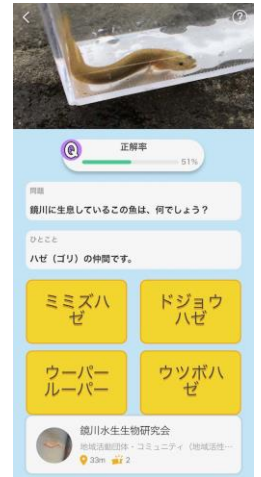 Q
正解率
51%
問題
鏡川に生息しているこの魚は、何でしょう？
ひとこと
ハゼ（ゴリ）の仲間です。
ミミズハ
ゼ
ドジョウ
ハゼ
ウーパー
ルーパー
ウツボハ
ゼ
鏡川水生生物研究会
地域活動団体・コミュニティ（地域活性…
33m 2